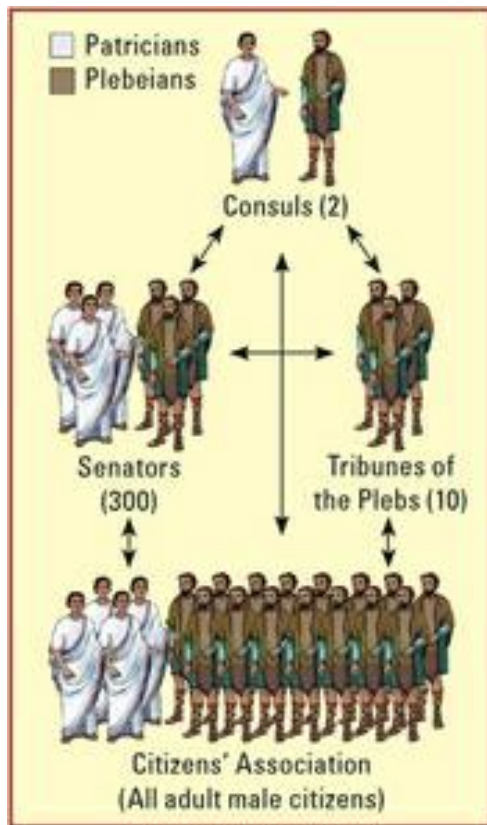 Patricians
Plebeians
Consuls (2)
Senators
(300)
Tribunes of
the Plebs (10)
Citizens' Association
(All adult male citizens)